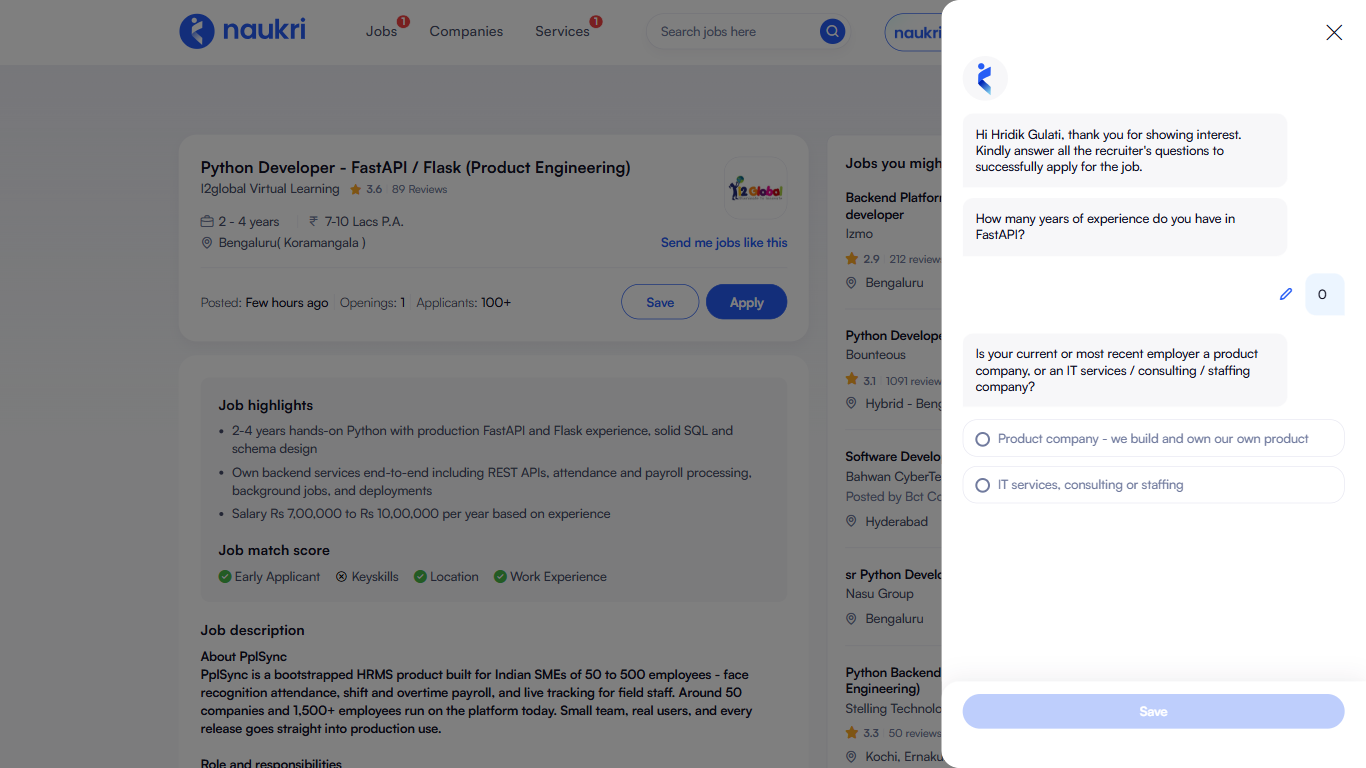 naukri
Jobs 1
Companies
Services 1
Search jobs here
naukri
Python Developer - FastAPI / Flask (Product Engineering)
I2global Virtual Learning 3.6 89 Reviews
2 - 4 years ₹ 7-10 Lacs P.A.
Bengaluru( Koramangala )
Send me jobs like this
Posted: Few hours ago Openings: 1 Applicants: 100+
Save
Apply
I2 Global
Job highlights
• 2-4 years hands-on Python with production FastAPI and Flask experience, solid SQL and
schema design
• Own backend services end-to-end including REST APIs, attendance and payroll processing,
background jobs, and deployments
• Salary Rs 7,00,000 to Rs 10,00,000 per year based on experience
Job match score
Early Applicant Keyskills Location Work Experience
Job description
About PplSync
PplSync is a bootstrapped HRMS product built for Indian SMEs of 50 to 500 employees - face
recognition attendance, shift and overtime payroll, and live tracking for field staff. Around 50
companies and 1,500+ employees run on the platform today. Small team, real users, and every
release goes straight into production use.
Role and responsibilities
Jobs you migh
Backend Platfor
developer
Izmo
2.9 212 review
Bengaluru
Python Develope
Bounteous
3.1 1091 review
Hybrid - Beng
Software Develo
Bahwan CyberTe
Posted by Bct Co
Hyderabad
sr Python Develo
Nasu Group
Bengaluru
Python Backend
Engineering)
Stelling Technolo
3.3 50 reviews
Kochi, Ernaku
Hi Hridik Gulati, thank you for showing interest.
Kindly answer all the recruiter's questions to
successfully apply for the job.
How many years of experience do you have in
FastAPI?
0
Is your current or most recent employer a product
company, or an IT services / consulting / staffing
company?
Product company - we build and own our own product
IT services, consulting or staffing
Save